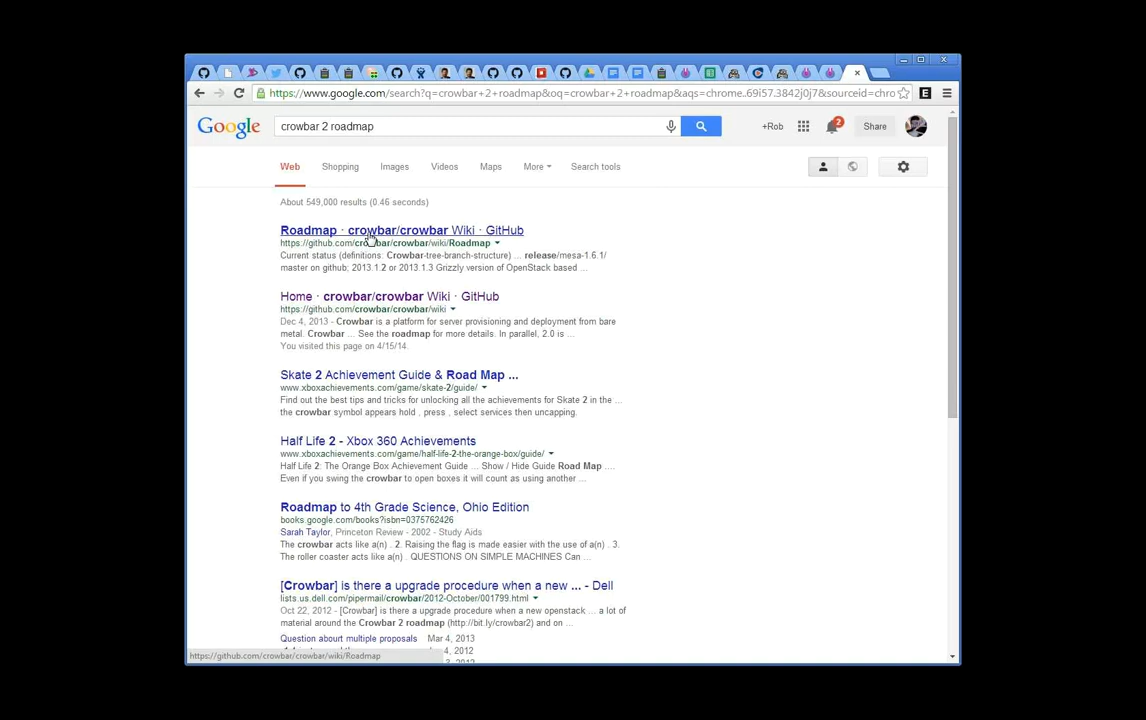 https://www.google.com/search?q=crowbar+2+roadmap&oq=crowbar+2+roadmap&aqs=chrome..69i57.3842j0j7&sourceid=chro
Google
crowbar 2 roadmap
+Rob
2
Share
Web
Shopping
Images
Videos
Maps
More
Search tools
About 549,000 results (0.46 seconds)
Roadmap · crowbar/crowbar Wiki · GitHub
https://github.com/crowbar/crowbar/wiki/Roadmap
Current status (definitions: Crowbar-tree-branch-structure) ... release/mesa-1.6.1/
master on github; 2013.1.2 or 2013.1.3 Grizzly version of OpenStack based ...
Home · crowbar/crowbar Wiki · GitHub
https://github.com/crowbar/crowbar/wiki
Dec 4, 2013 - Crowbar is a platform for server provisioning and deployment from bare
metal. Crowbar ... See the roadmap for more details. In parallel, 2.0 is ...
You visited this page on 4/15/14.
Skate 2 Achievement Guide & Road Map ...
www.xboxachievements.com/game/skate-2/guide/
Find out the best tips and tricks for unlocking all the achievements for Skate 2 in the ...
the crowbar symbol appears hold , press , select services then uncapping.
Half Life 2 - Xbox 360 Achievements
www.xboxachievements.com/game/half-life-2-the-orange-box/guide/
Half Life 2: The Orange Box Achievement Guide ... Show / Hide Guide Road Map ....
Even if you swing the crowbar to open boxes it will count as using another ...
Roadmap to 4th Grade Science, Ohio Edition
books.google.com/books?isbn=0375762426
Sarah Taylor, Princeton Review - 2002 - Study Aids
The crowbar acts like a(n) . 2. Raising the flag is made easier with the use of a(n) . 3.
The roller coaster acts like a(n) . QUESTIONS ON SIMPLE MACHINES Can ...
[Crowbar] is there a upgrade procedure when a new ... - Dell
lists.us.dell.com/pipermail/crowbar/2012-October/001799.html
Oct 22, 2012 - [Crowbar] is there a upgrade procedure when a new openstack ... a lot of
material around the Crowbar 2 roadmap (http://bit.ly/crowbar2) and on ...
Question abourt multiple proposals Mar 4, 2013
4, 2012
https://github.com/crowbar/crowbar/wiki/Roadmap